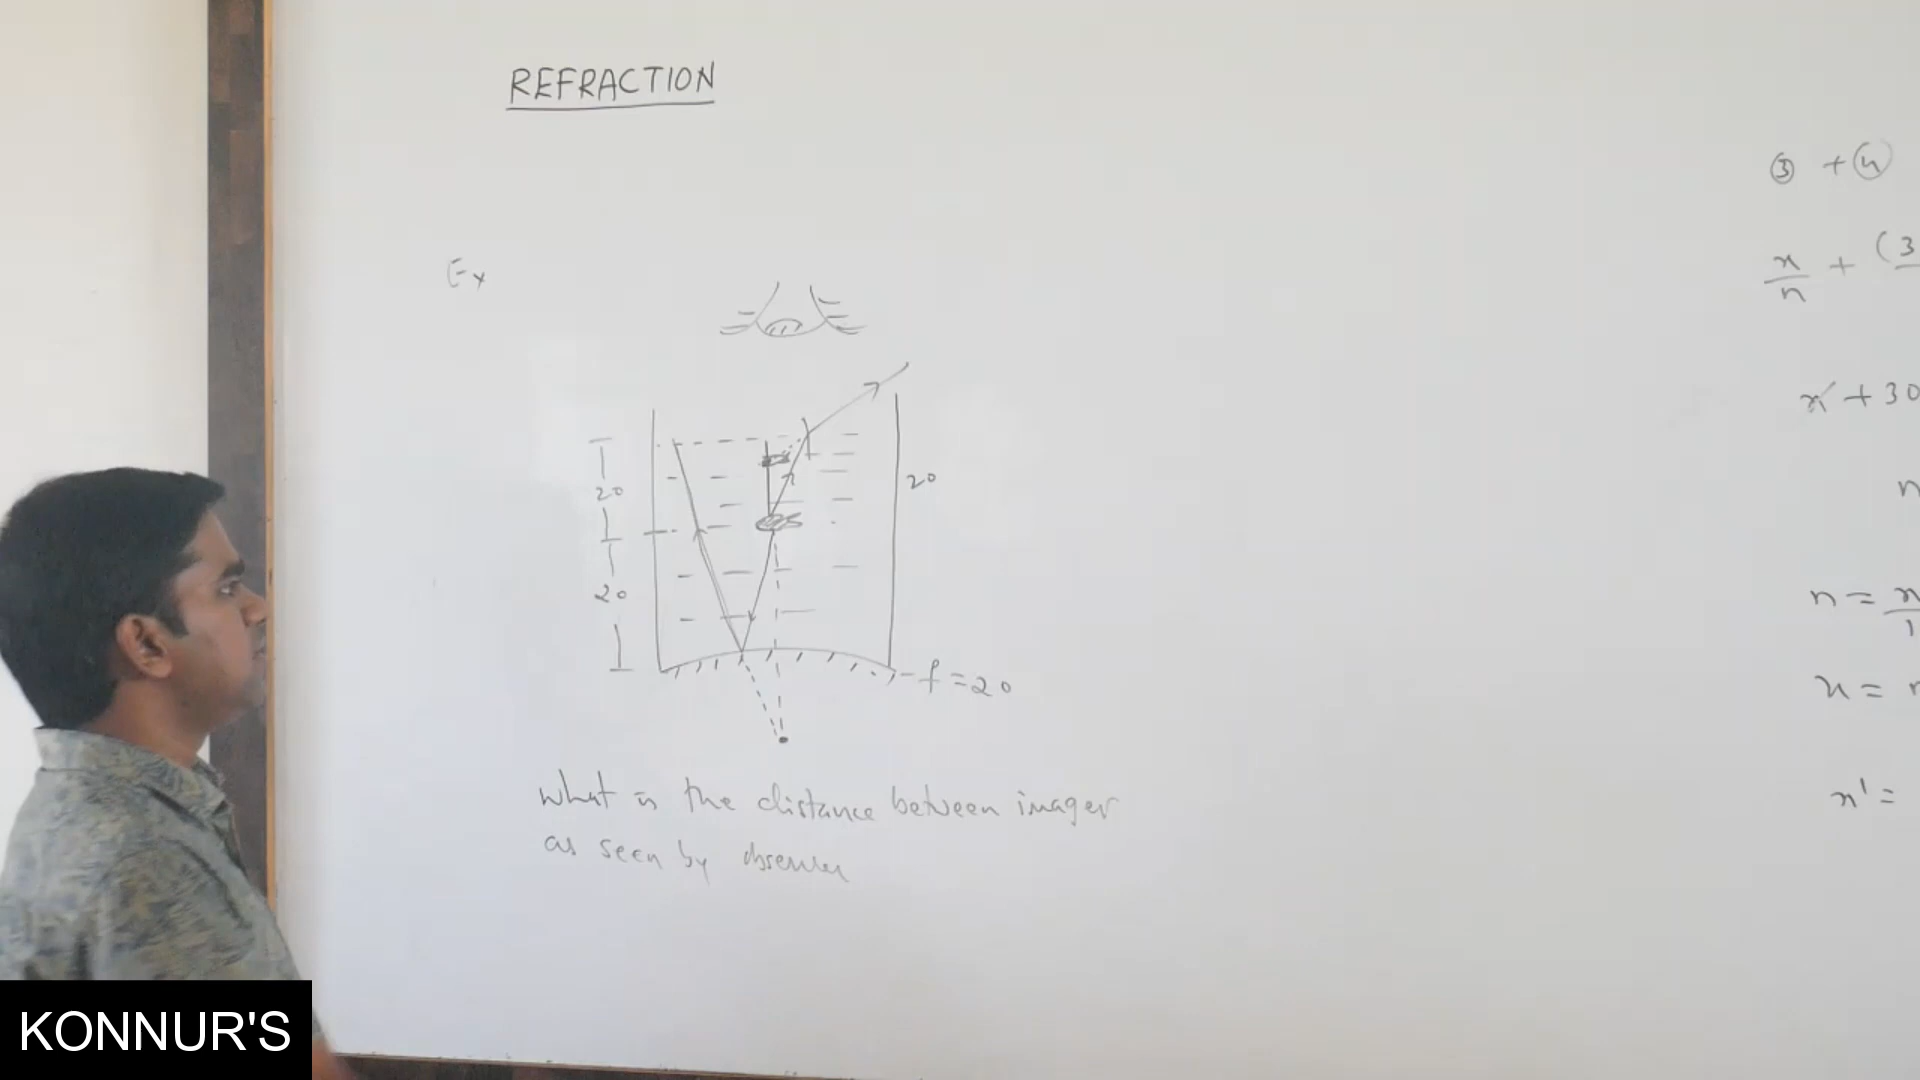 REFRACTION
Ex
20
20
20
f = 20
What is the distance between images
as seen by observer
③ + ④
x/n + (3
x + 30
n
n = x
x' =
KONNUR'S